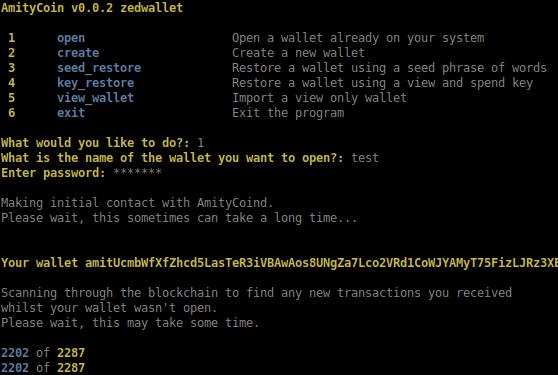 AmityCoin v0.0.2 zedwallet
1 open Open a wallet already on your system
2 create Create a new wallet
3 seed_restore Restore a wallet using a seed phrase of words
4 key_restore Restore a wallet using a view and spend key
5 view_wallet Import a view only wallet
6 exit Exit the program
What would you like to do?: 1
What is the name of the wallet you want to open?: test
Enter password: *******
Making initial contact with AmityCoind.
Please wait, this sometimes can take a long time...
Your wallet amitUcmbWfXfZhcd5LasTeR3iVBAwAos8UNgZa7Lco2VRd1CoWJYAMyT75FizLJRz3XE
Scanning through the blockchain to find any new transactions you received
whilst your wallet wasn't open.
Please wait, this may take some time.
2202 of 2287
2202 of 2287